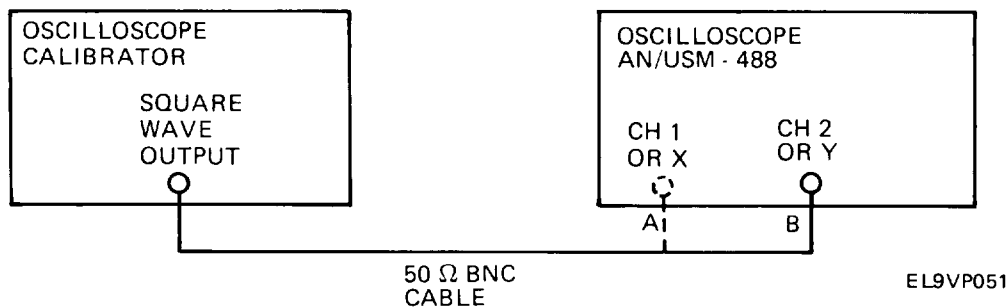 OSCILLOSCOPE
CALIBRATOR
SQUARE
WAVE
OUTPUT
OSCILLOSCOPE
AN/USM - 488
CH 1
OR X
CH 2
OR Y
A
B
50 Ω BNC
CABLE
EL9VP051